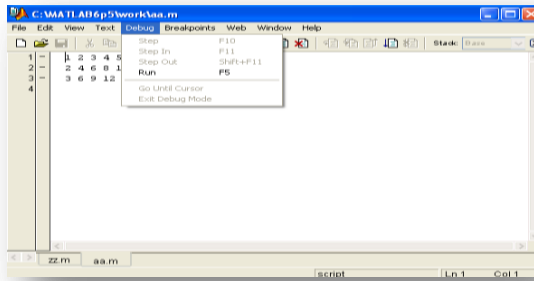 C:\MATLAB6p5\work\aa.m
File Edit View Text Debug Breakpoints Web Window Help
Stack: Base
1 - 1 2 3 4 5
2 - 2 4 6 8 1
3 - 3 6 9 12
4
Step F10
Step In F11
Step Out Shift+F11
Run F5
Go Until Cursor
Exit Debug Mode
zz.m aa.m
script Ln 1 Col 1